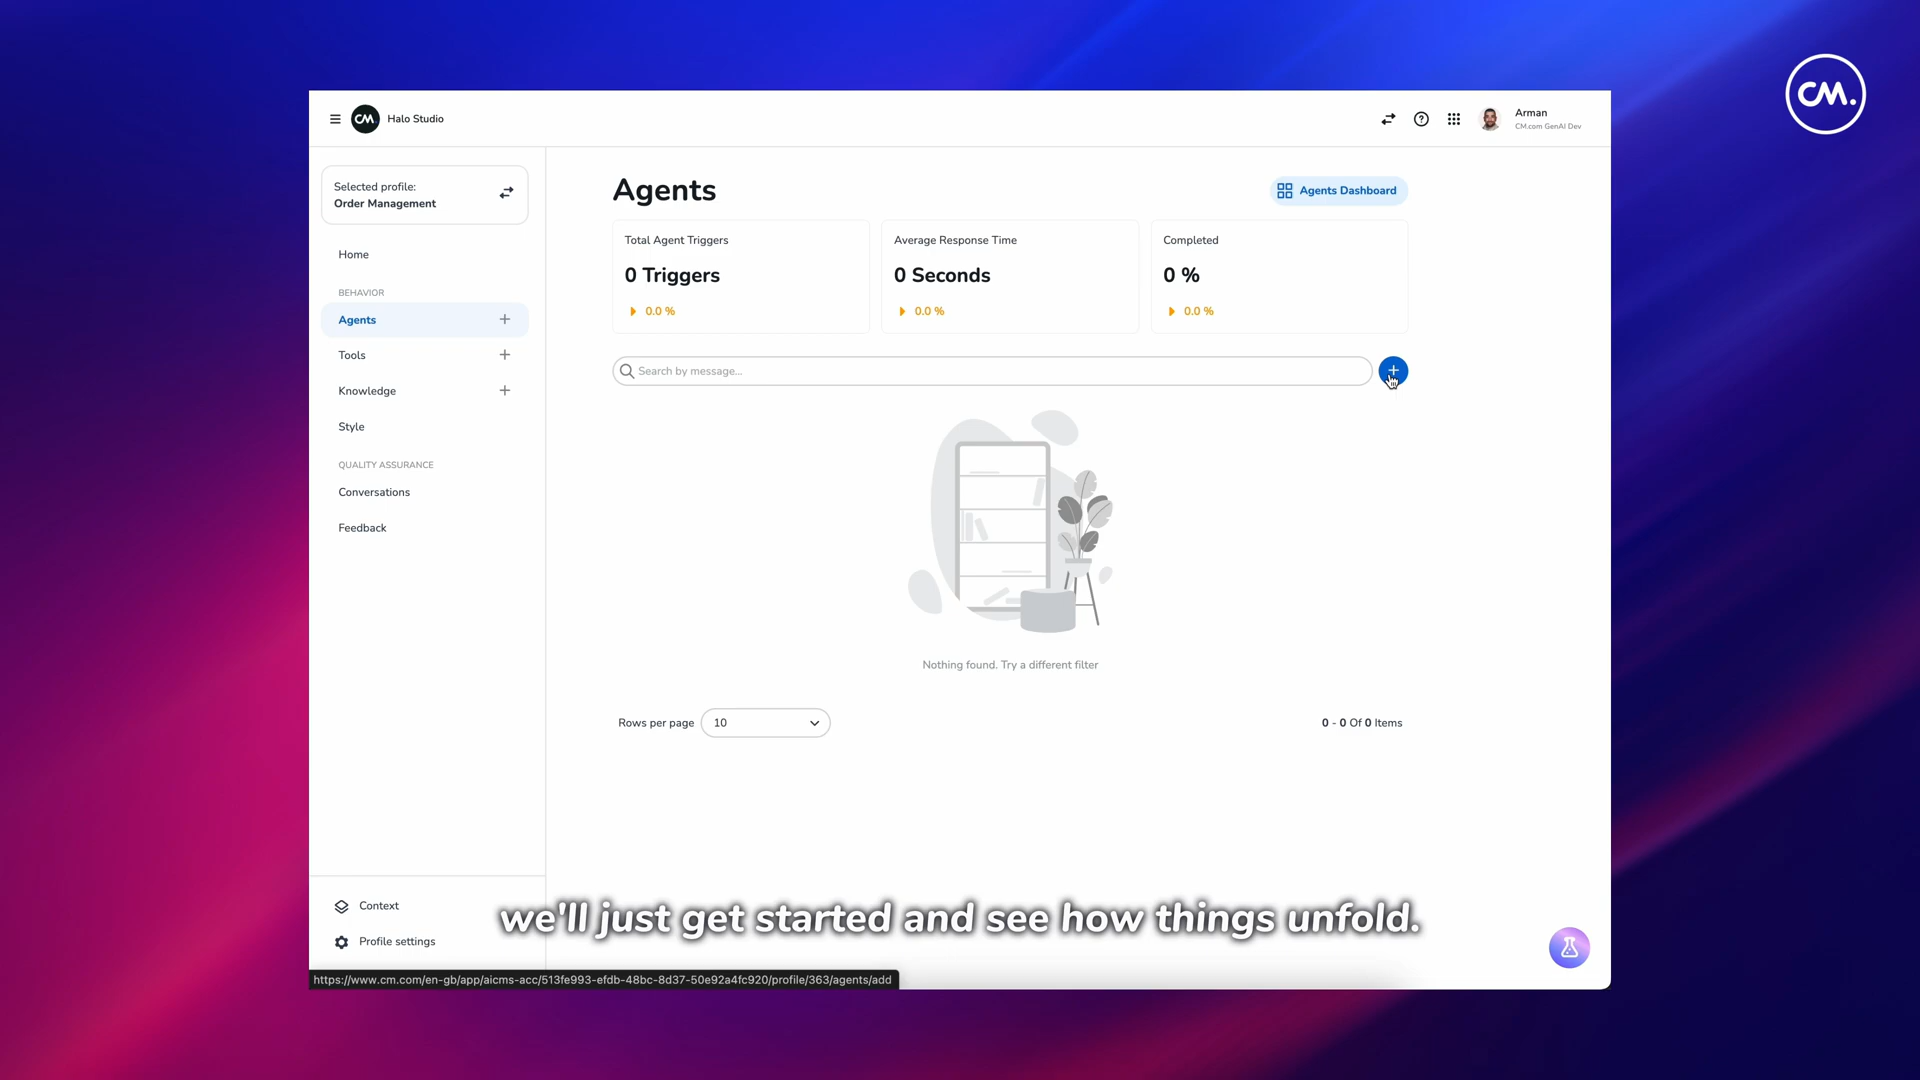 CM.
CM. Halo Studio
Arman
CM.com GenAI Dev
Selected profile:
Order Management
Home
BEHAVIOR
Agents
Tools
Knowledge
Style
QUALITY ASSURANCE
Conversations
Feedback
Context
Profile settings
Agents
Agents Dashboard
Total Agent Triggers
0 Triggers
0.0 %
Average Response Time
0 Seconds
0.0 %
Completed
0 %
0.0 %
Search by message...
Nothing found. Try a different filter
Rows per page 10
0 - 0 Of 0 Items
we'll just get started and see how things unfold.
https://www.cm.com/en-gb/app/aicms-acc/513fe993-efdb-48bc-8d37-50e92a4fc920/profile/363/agents/add